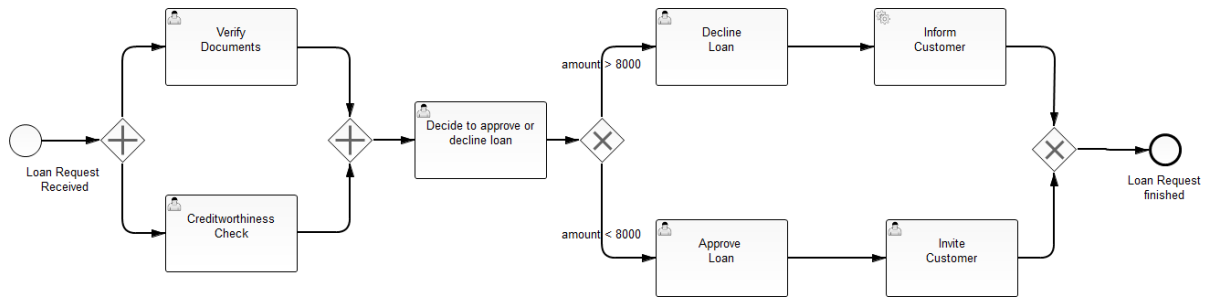 Loan Request
Received
Verify
Documents
Creditworthiness
Check
Decide to approve or
decline loan
amount > 8000
Decline
Loan
Inform
Customer
amount < 8000
Approve
Loan
Invite
Customer
Loan Request
finished